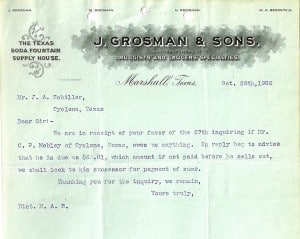 J. GROSMAN
M. GROSMAN
N. GROSMAN
M. A. BERNSTEIN
THE TEXAS
SODA FOUNTAIN
SUPPLY HOUSE.
J. GROSMAN & SONS,
DRUGGISTS AND GROCERS SPECIALTIES.
Marshall, Texas, Oct. 28th, 1902
Mr. J. A. Schiller,
Cyclone, Texas
Dear Sir:-
We are in receipt of your favor of the 27th inquiring if Mr.
C. P. Mobley of Cyclone, Texas, owes us anything. In reply beg to advise
that he is due us which amount if not paid before he sells out,
we shall look to his successor for payment of same.
Thanking you for the inquiry, we remain,
Yours truly,
Dict. M. A. B.